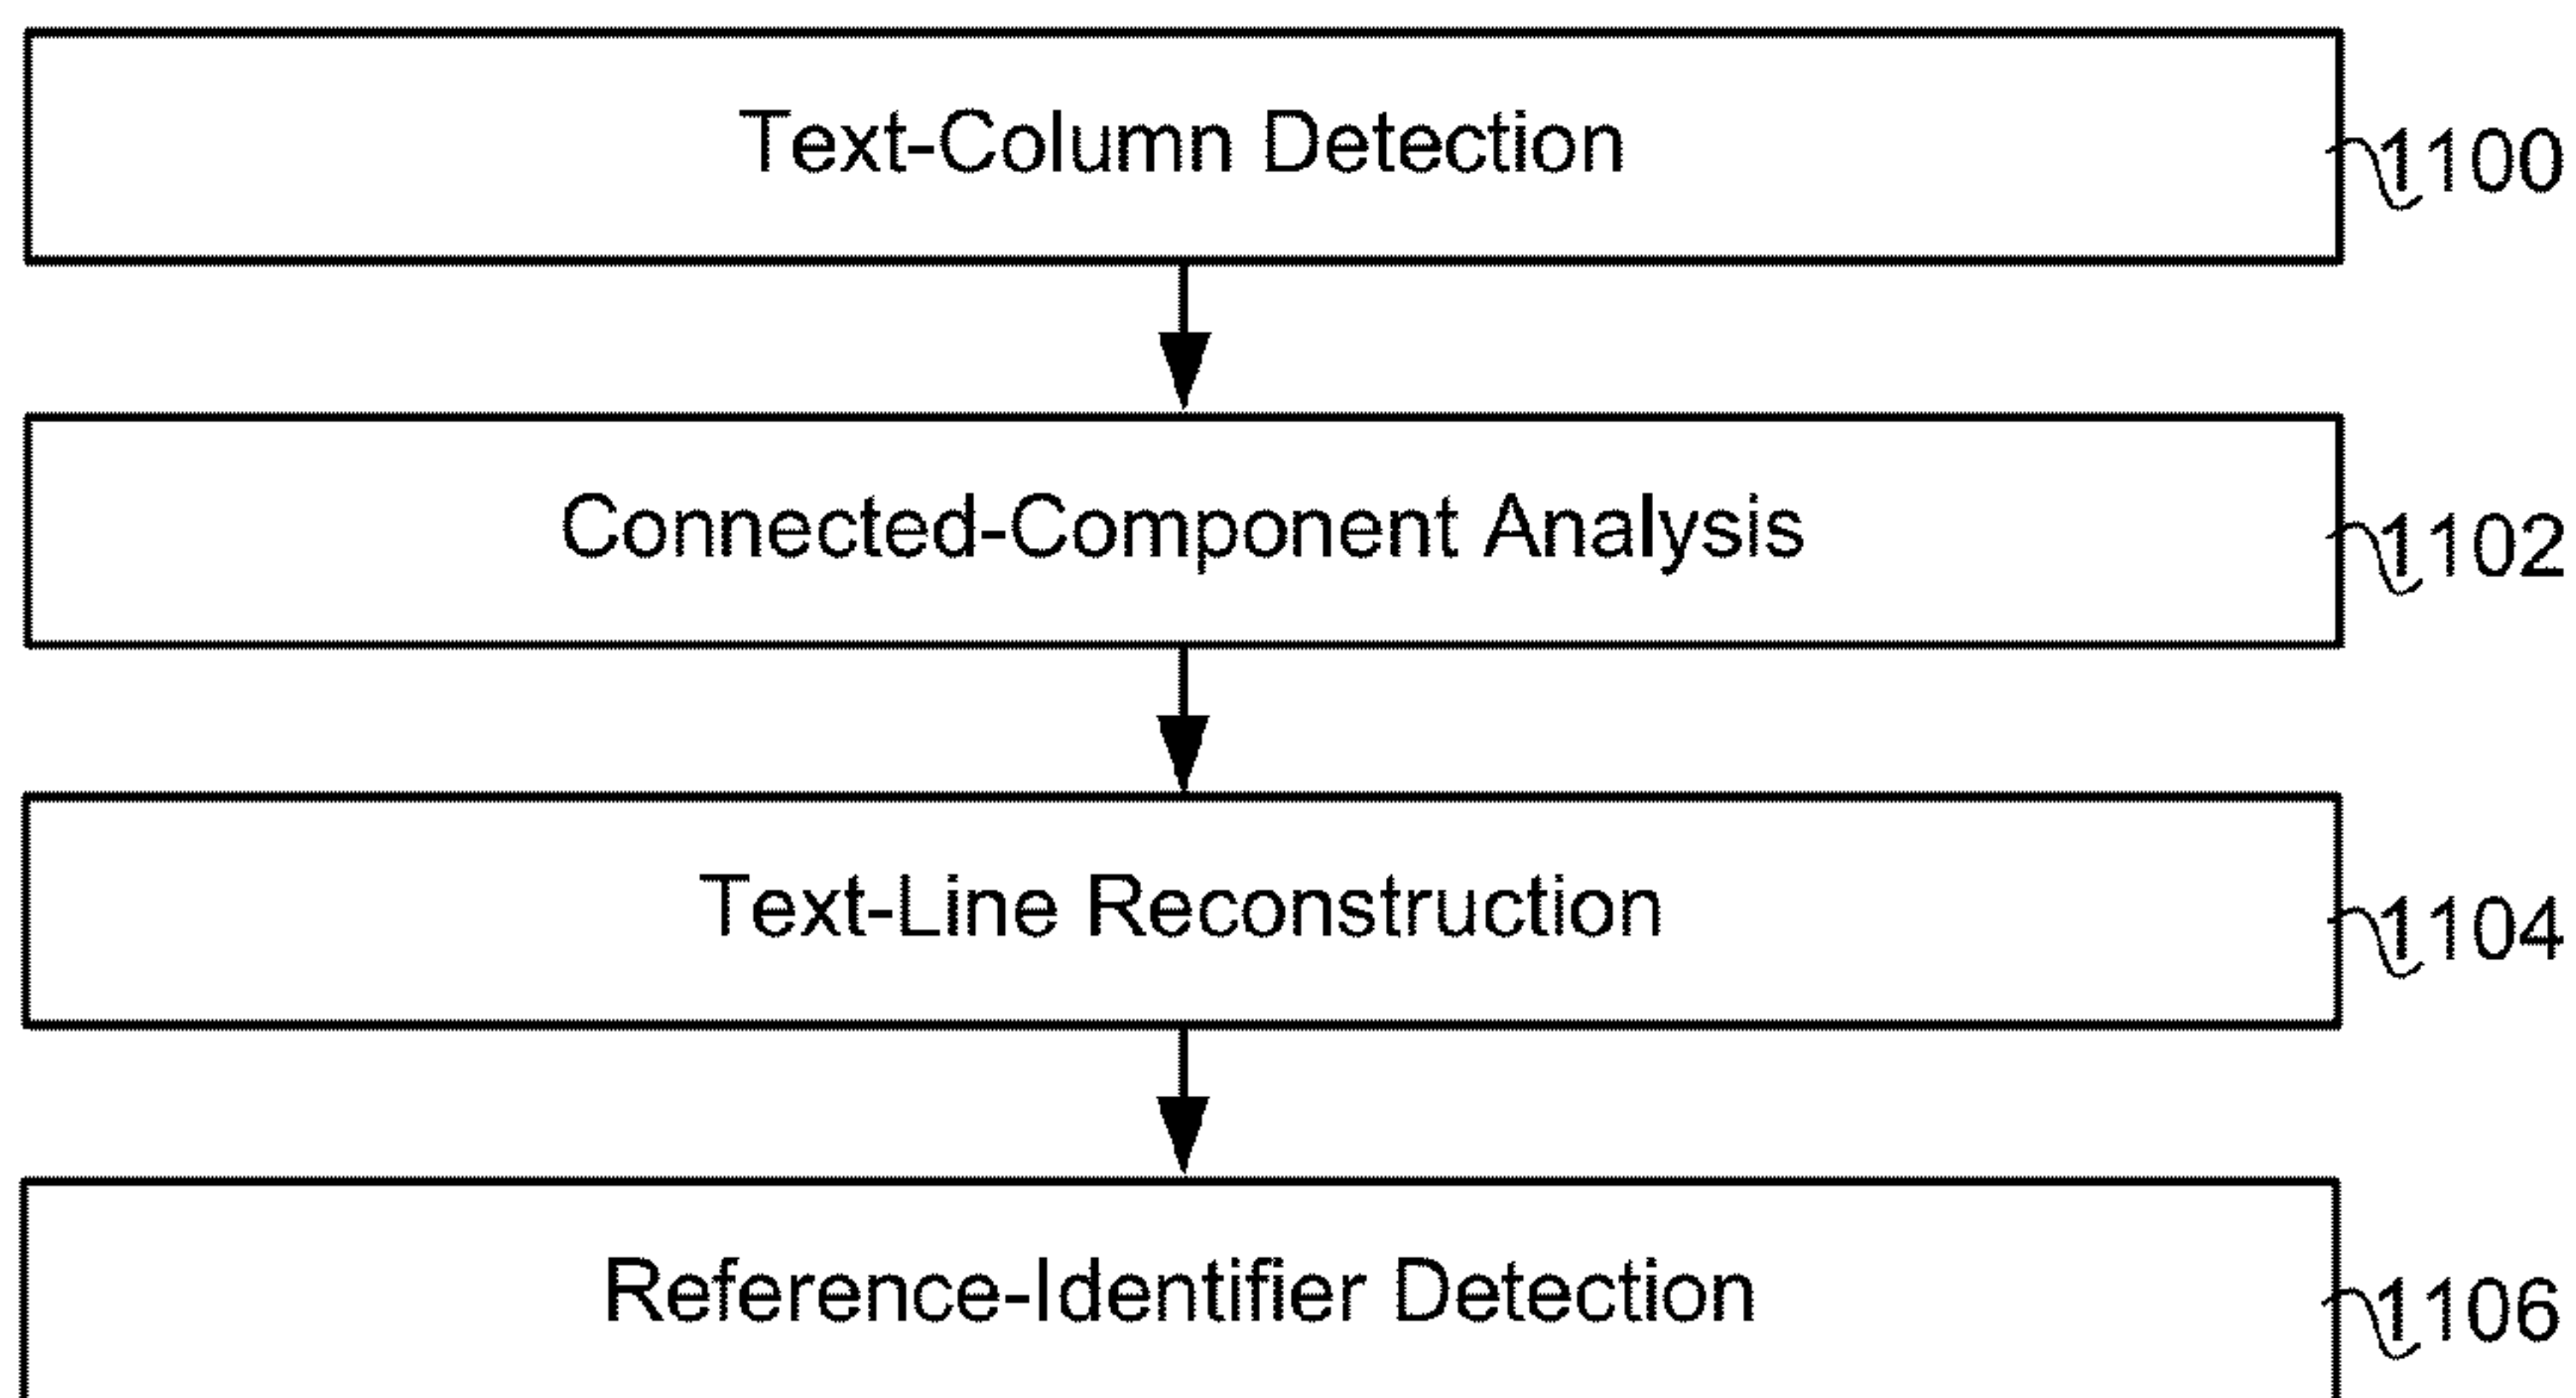 Text-Column Detection
1100
Connected-Component Analysis
1102
Text-Line Reconstruction
1104
Reference-Identifier Detection
1106